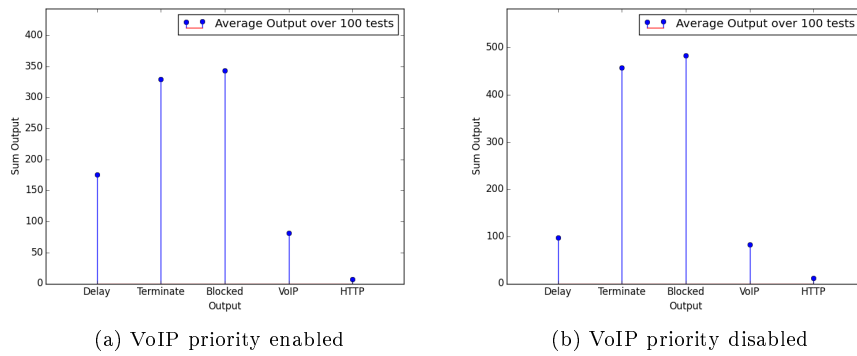 Average Output over 100 tests
400
350
300
250
200
150
100
50
0
Sum Output
Delay Terminate Blocked VoIP HTTP
Output
(a) VoIP priority enabled
Average Output over 100 tests
500
400
300
200
100
0
Sum Output
Delay Terminate Blocked VoIP HTTP
Output
(b) VoIP priority disabled